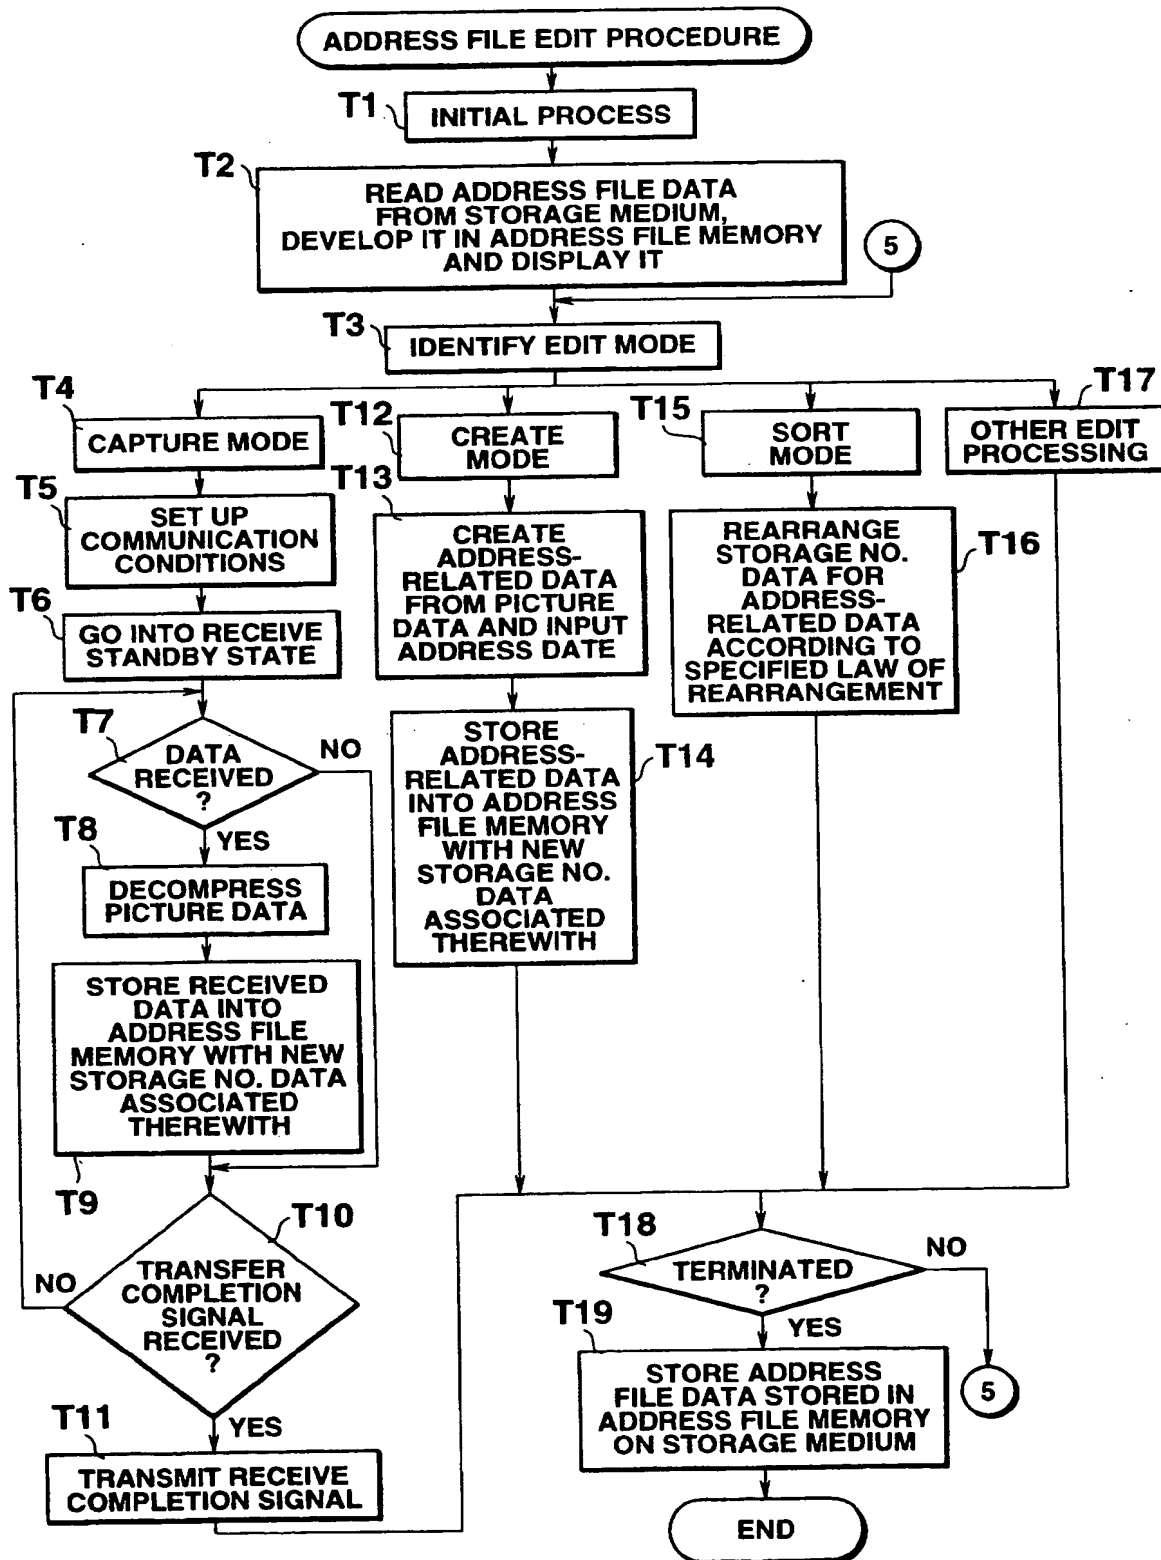 ADDRESS FILE EDIT PROCEDURE
T1
INITIAL PROCESS
T2
READ ADDRESS FILE DATA
FROM STORAGE MEDIUM,
DEVELOP IT IN ADDRESS FILE MEMORY
AND DISPLAY IT
5
T3
IDENTIFY EDIT MODE
T4
CAPTURE MODE
T5
SET UP
COMMUNICATION
CONDITIONS
T6
GO INTO RECEIVE
STANDBY STATE
T7
DATA
RECEIVED
?
NO
YES
T8
DECOMPRESS
PICTURE DATA
STORE RECEIVED
DATA INTO
ADDRESS FILE
MEMORY WITH NEW
STORAGE NO. DATA
ASSOCIATED
THEREWITH
T9
T10
TRANSFER
COMPLETION
SIGNAL
RECEIVED
?
NO
YES
T11
TRANSMIT RECEIVE
COMPLETION SIGNAL
T12
CREATE
MODE
T13
CREATE
ADDRESS-
RELATED DATA
FROM PICTURE
DATA AND INPUT
ADDRESS DATE
STORE
ADDRESS-
RELATED DATA
INTO ADDRESS
FILE MEMORY
WITH NEW
STORAGE NO.
DATA
ASSOCIATED
THEREWITH
T14
T15
SORT
MODE
REARRANGE
STORAGE NO.
DATA FOR
ADDRESS-
RELATED DATA
ACCORDING TO
SPECIFIED LAW OF
REARRANGEMENT
T16
T17
OTHER EDIT
PROCESSING
T18
TERMINATED
?
NO
YES
5
T19
STORE ADDRESS
FILE DATA STORED IN
ADDRESS FILE MEMORY
ON STORAGE MEDIUM
END